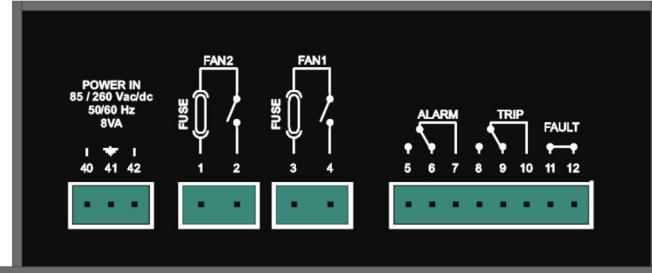 POWER IN
85 / 260 Vac/dc
50/60 Hz
8VA
40 41 42
FAN2
FUSE
1 2
FAN1
FUSE
3 4
ALARM TRIP FAULT
5 6 7 8 9 10 11 12